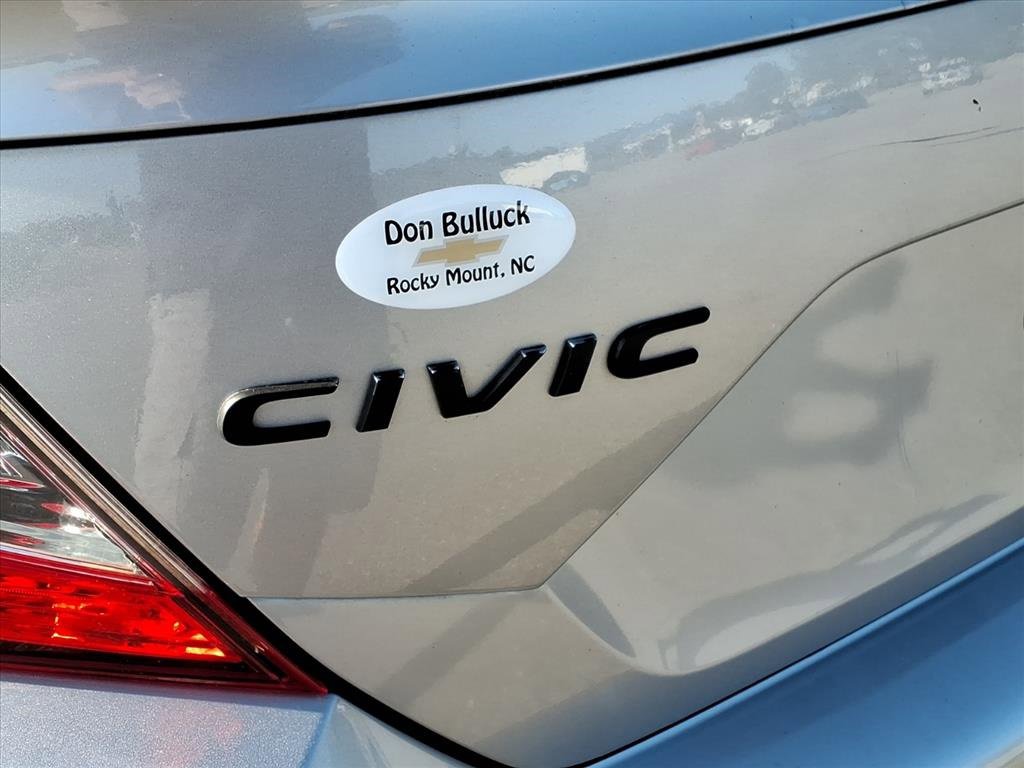 Don Bulluck
Rocky Mount, NC
CIVIC